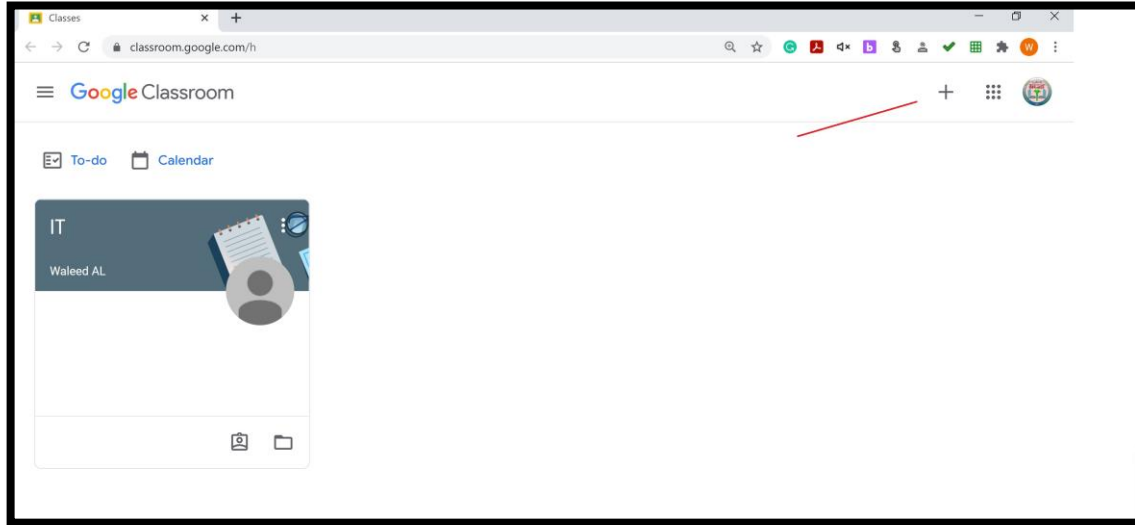 Classes
classroom.google.com/h
W
Google Classroom
To-do Calendar
IT
Waleed AL